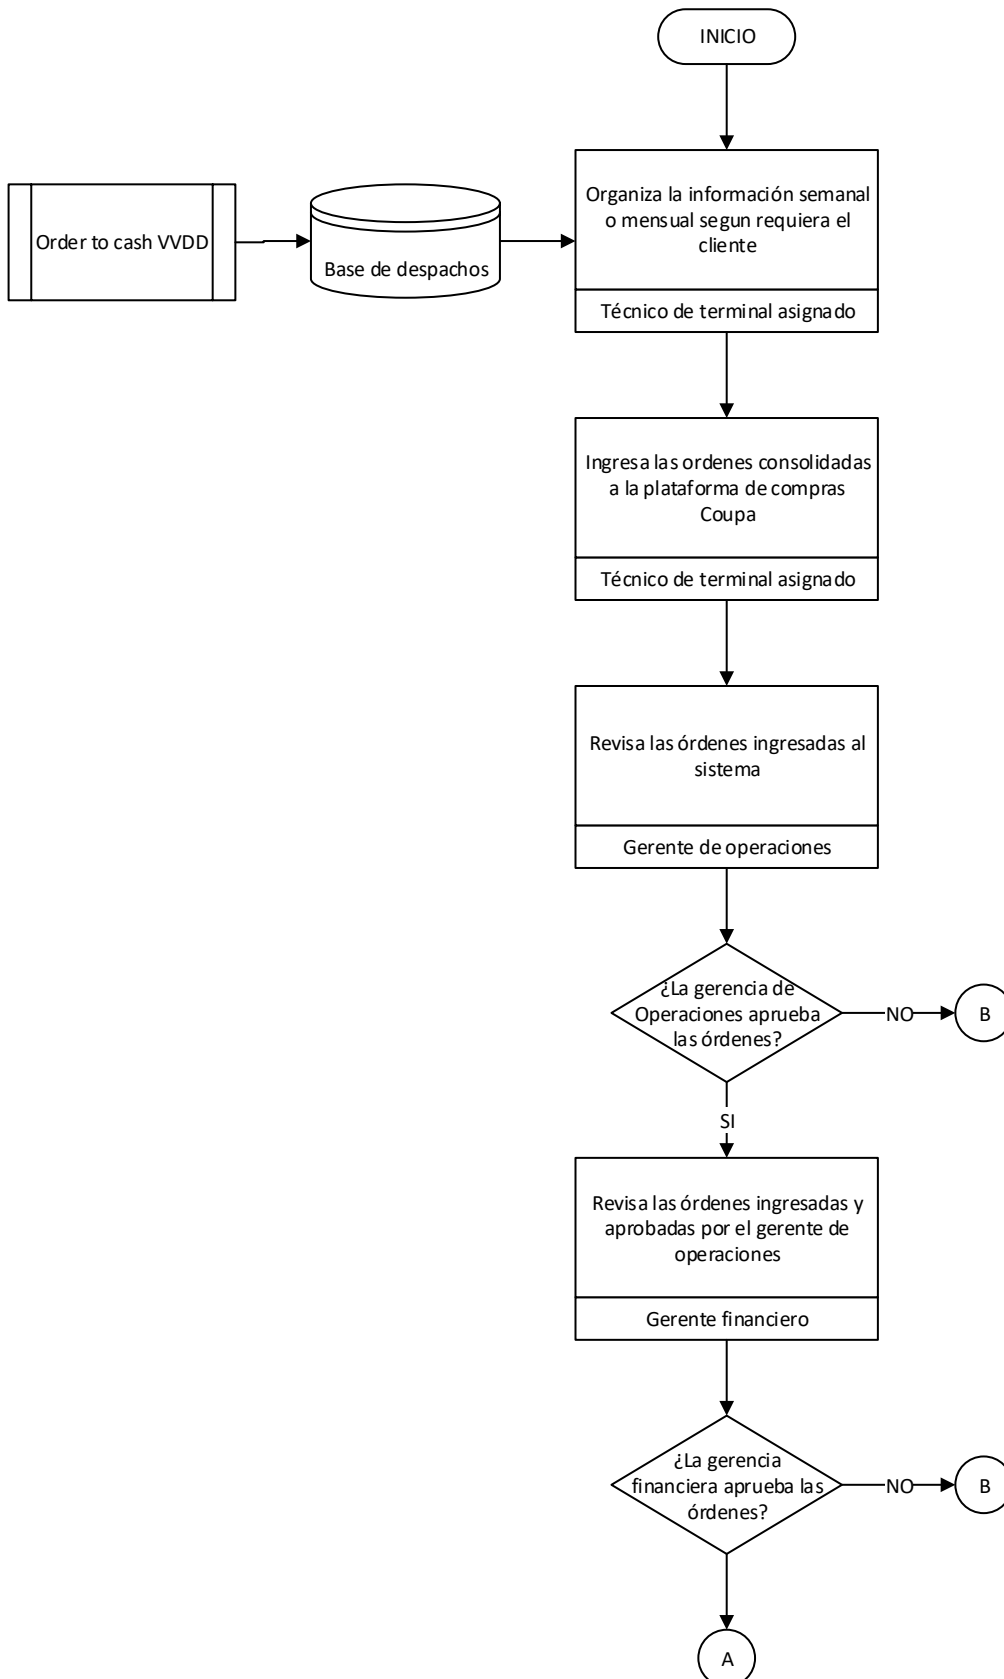 INICIO
Order to cash VVDD
Base de despachos
Organiza la información semanal
o mensual segun requiera el
cliente
Técnico de terminal asignado
Ingresa las ordenes consolidadas
a la plataforma de compras
Coupa
Técnico de terminal asignado
Revisa las órdenes ingresadas al
sistema
Gerente de operaciones
¿La gerencia de
Operaciones aprueba
las órdenes?
NO
B
SI
Revisa las órdenes ingresadas y
aprobadas por el gerente de
operaciones
Gerente financiero
¿La gerencia
financiera aprueba las
órdenes?
NO
B
A